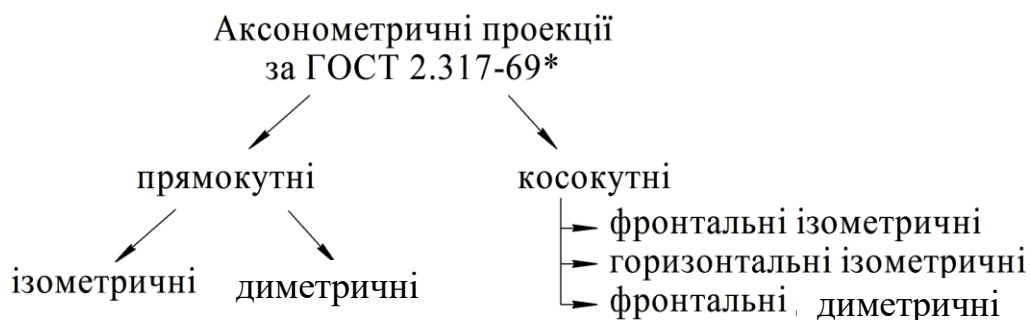 Аксонометричні проекції
за ГОСТ 2.317-69*
прямокутні
косокутні
ізометричні
диметричні
фронтальні ізометричні
горизонтальні ізометричні
фронтальні диметричні